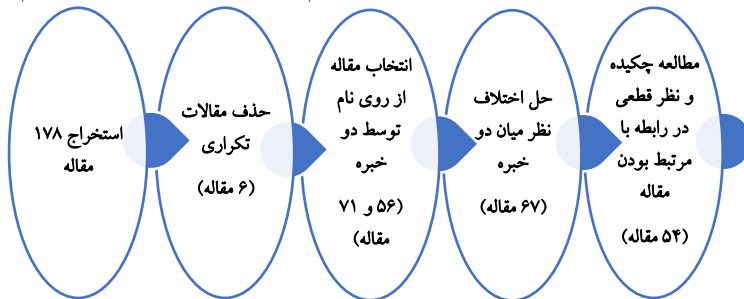 استخراج ۱۷۸
مقاله
حذف مقالات
تکراری
(۶ مقاله)
انتخاب مقاله
از روی نام
توسط دو
خبره
(۵۶ و ۷۱
مقاله)
حل اختلاف
نظر میان دو
خبره
(۶۷ مقاله)
مطالعه چکیده
و نظر قطعی
در رابطه با
مرتبط بودن
مقاله
(۵۴ مقاله)